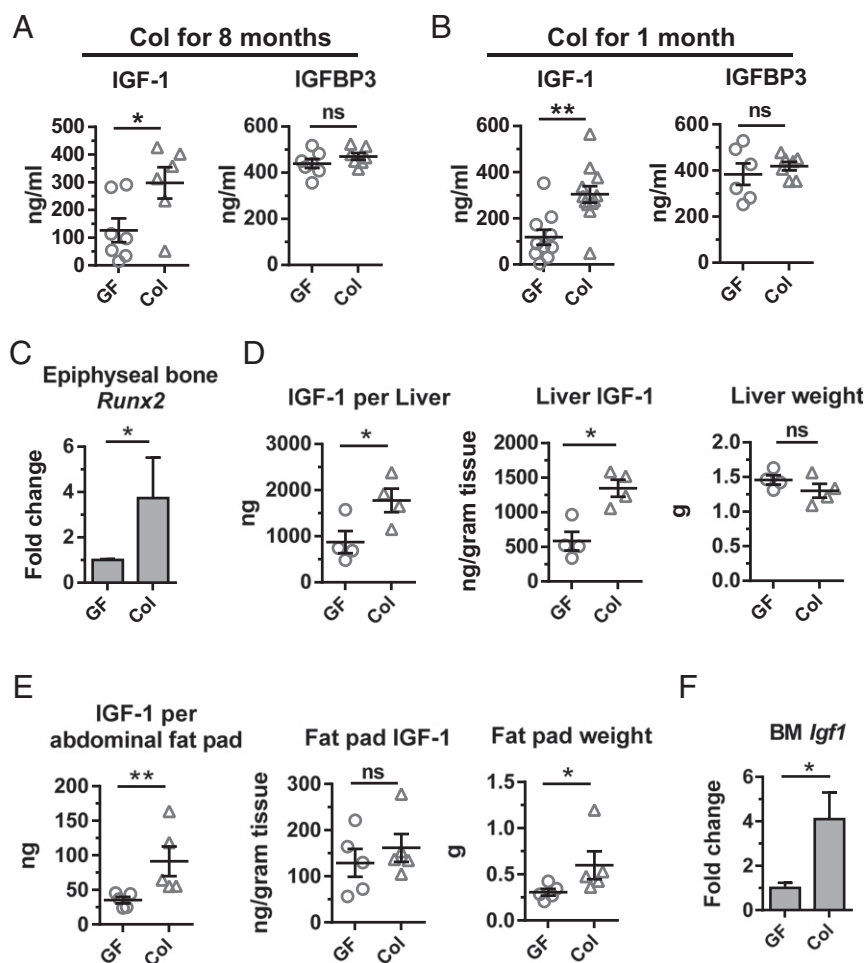 A
Col for 8 months
IGF-1
*
500
400
300
200
100
0
ng/ml
GF
Col
IGFBP3
ns
600
400
200
0
ng/ml
GF
Col
B
Col for 1 month
IGF-1
**
600
400
200
0
ng/ml
GF
Col
IGFBP3
ns
600
400
200
0
ng/ml
GF
Col
C
Epiphyseal bone
Runx2
*
6
4
2
0
Fold change
GF
Col
D
IGF-1 per Liver
*
3000
2000
1000
0
ng
GF
Col
Liver IGF-1
*
2000
1500
1000
500
0
ng/gram tissue
GF
Col
Liver weight
ns
2.0
1.5
1.0
0.5
0.0
g
GF
Col
E
IGF-1 per
abdominal fat pad
**
200
150
100
50
0
ng
GF
Col
Fat pad IGF-1
ns
300
200
100
0
ng/gram tissue
GF
Col
Fat pad weight
*
1.5
1.0
0.5
0.0
g
GF
Col
F
BM Igf1
*
6
4
2
0
Fold change
GF
Col